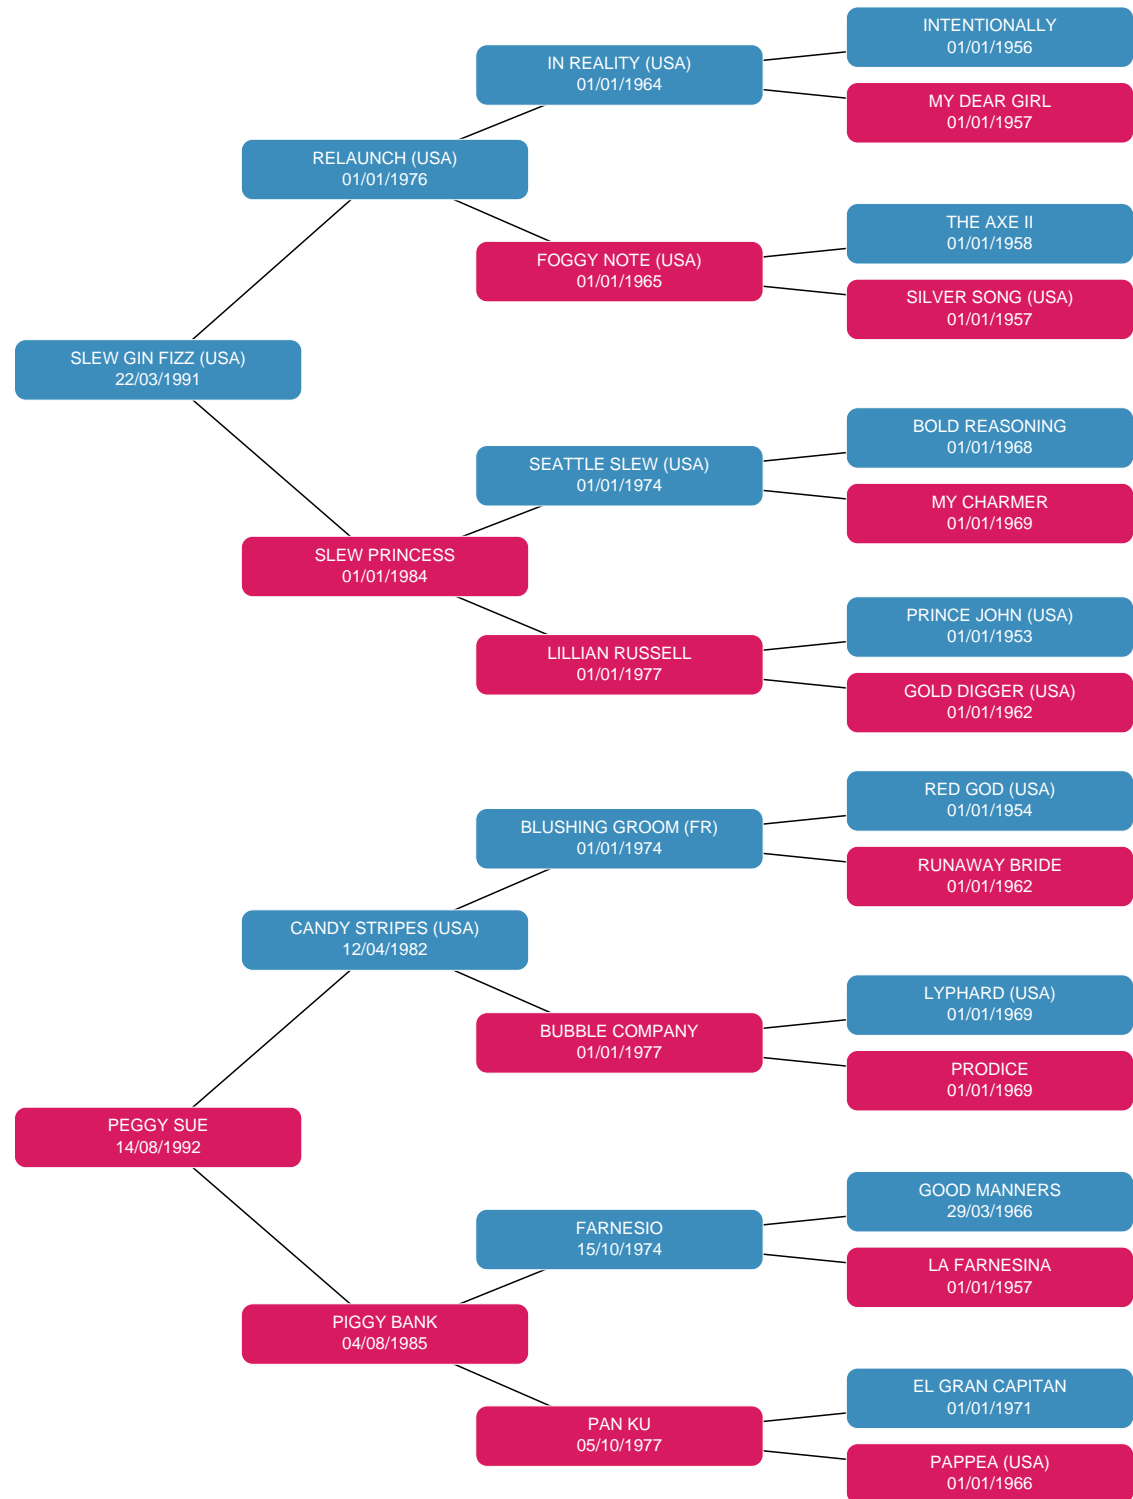 INTENTIONALLY
01/01/1956
IN REALITY (USA)
01/01/1964
MY DEAR GIRL
01/01/1957
RELAUNCH (USA)
01/01/1976
THE AXE II
01/01/1958
FOGGY NOTE (USA)
01/01/1965
SILVER SONG (USA)
01/01/1957
SLEW GIN FIZZ (USA)
22/03/1991
BOLD REASONING
01/01/1968
SEATTLE SLEW (USA)
01/01/1974
MY CHARMER
01/01/1969
SLEW PRINCESS
01/01/1984
PRINCE JOHN (USA)
01/01/1953
LILLIAN RUSSELL
01/01/1977
GOLD DIGGER (USA)
01/01/1962
RED GOD (USA)
01/01/1954
BLUSHING GROOM (FR)
01/01/1974
RUNAWAY BRIDE
01/01/1962
CANDY STRIPES (USA)
12/04/1982
LYPHARD (USA)
01/01/1969
BUBBLE COMPANY
01/01/1977
PRODICE
01/01/1969
PEGGY SUE
14/08/1992
GOOD MANNERS
29/03/1966
FARNESIO
15/10/1974
LA FARNESINA
01/01/1957
PIGGY BANK
04/08/1985
EL GRAN CAPITAN
01/01/1971
PAN KU
05/10/1977
PAPPEA (USA)
01/01/1966